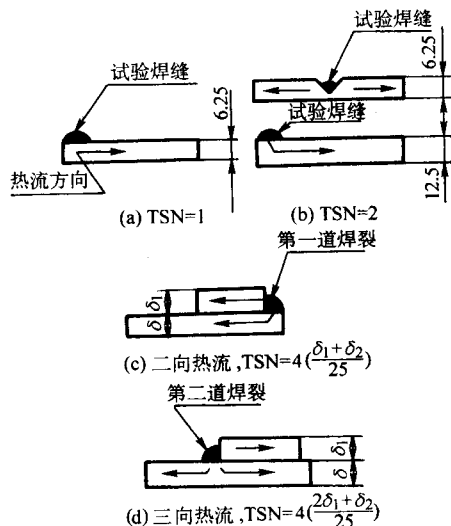 试验焊缝
试验焊缝
6.25
6.25
试验焊缝
热流方向
12.5
(a) TSN=1
(b) TSN=2
第一道焊裂
δ₁
δ
(c) 二向热流,TSN=4(\frac{δ₁+δ₂}{25})
第二道焊裂
δ₁
δ
(d) 三向热流,TSN=4(\frac{2δ₁+δ₂}{25})